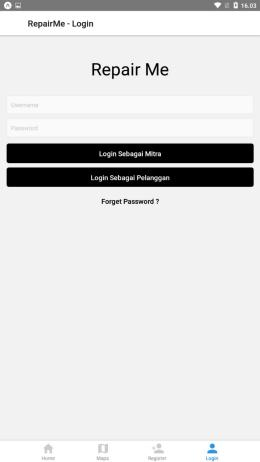 16.03
RepairMe - Login
Repair Me
Username
Password
Login Sebagai Mitra
Login Sebagai Pelanggan
Forget Password ?
Home
Maps
Register
Login